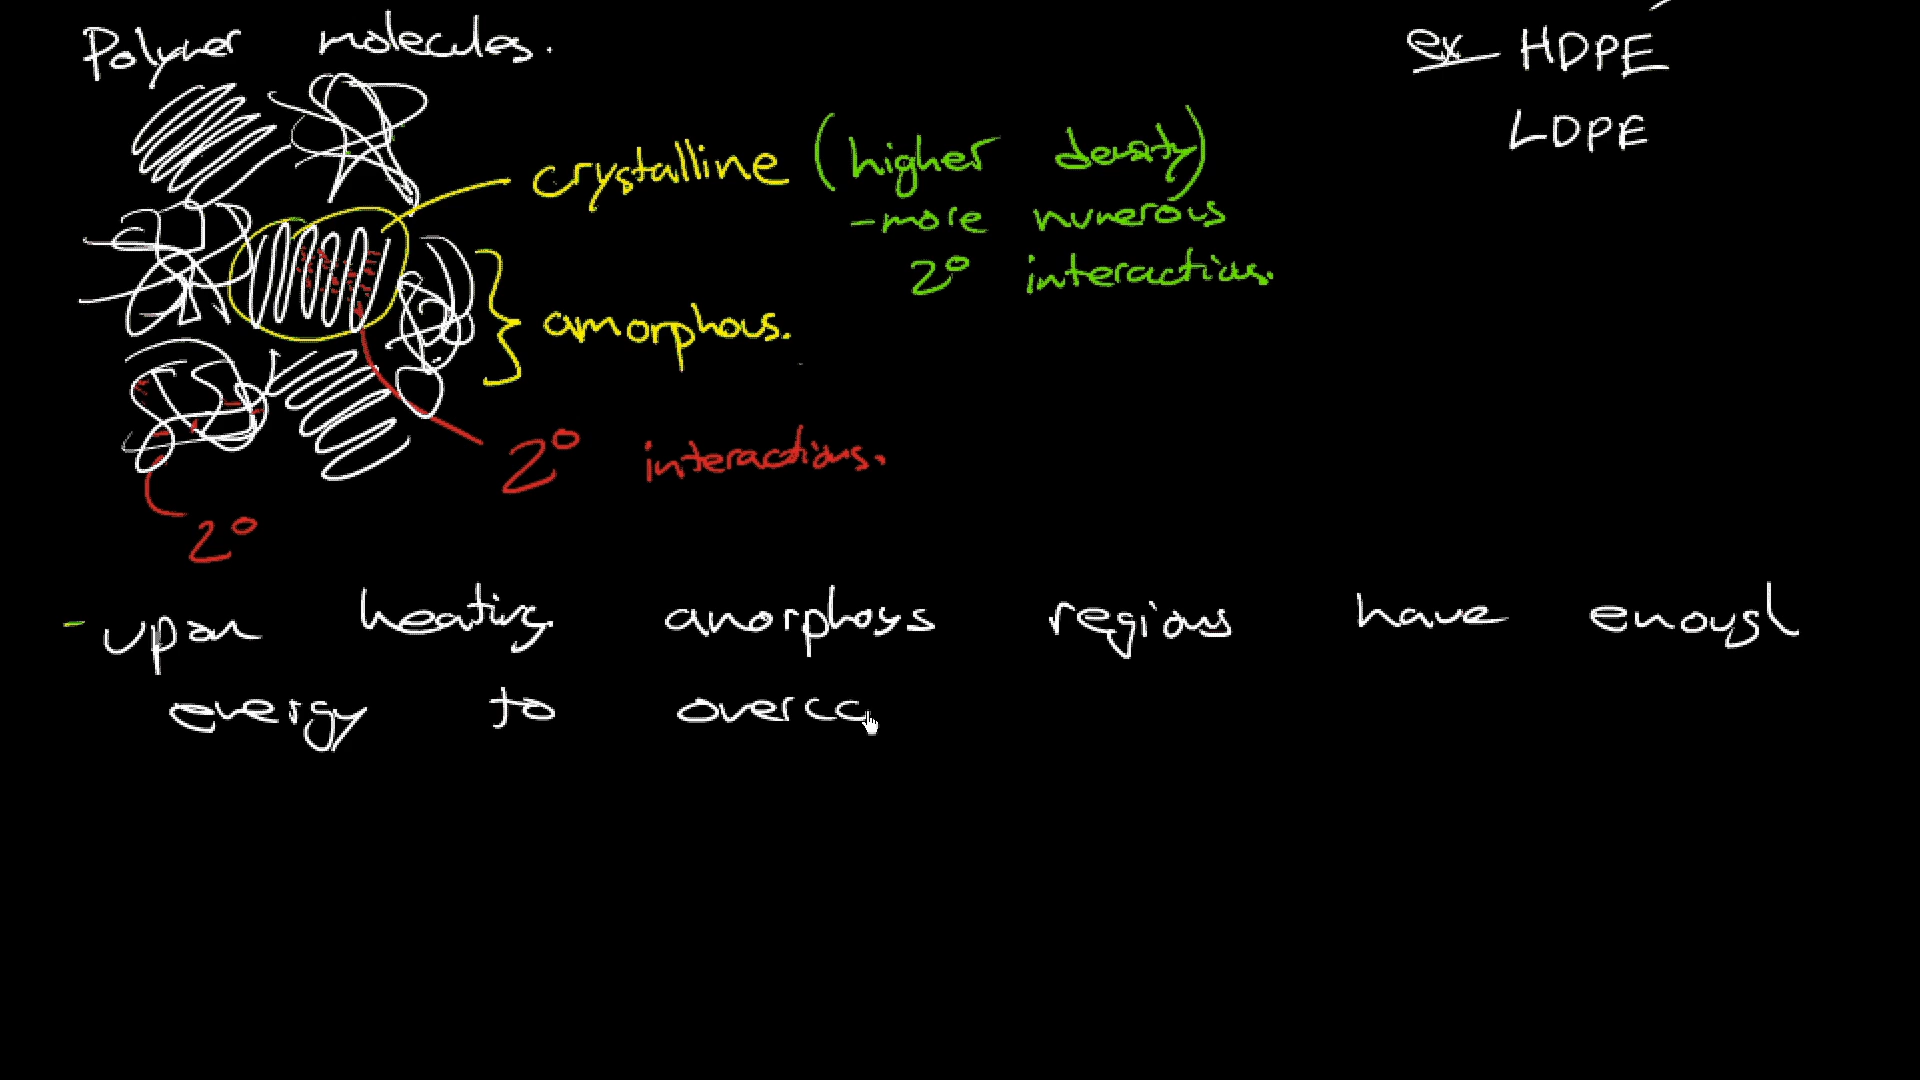 Polymer molecules.
ex HDPE
LDPE
crystalline (higher density)
- more numerous
2° interactions.
amorphous.
2° interactions.
2°
- upon heating amorphous regions have enough
energy to overco